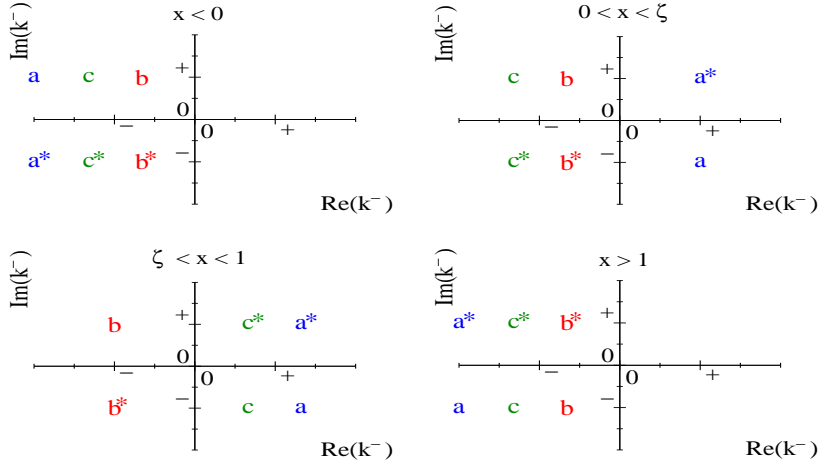 x < 0
Im(k⁻)
a c b +
0
− 0 +
a* c* b* −
Re(k⁻)
0 < x < ζ
Im(k⁻)
c b + a*
0
− 0 +
c* b* − a
Re(k⁻)
ζ < x < 1
Im(k⁻)
b + c* a*
0
− 0 +
b* − c a
Re(k⁻)
x > 1
Im(k⁻)
a* c* b* +
0
− 0 +
a c b −
Re(k⁻)